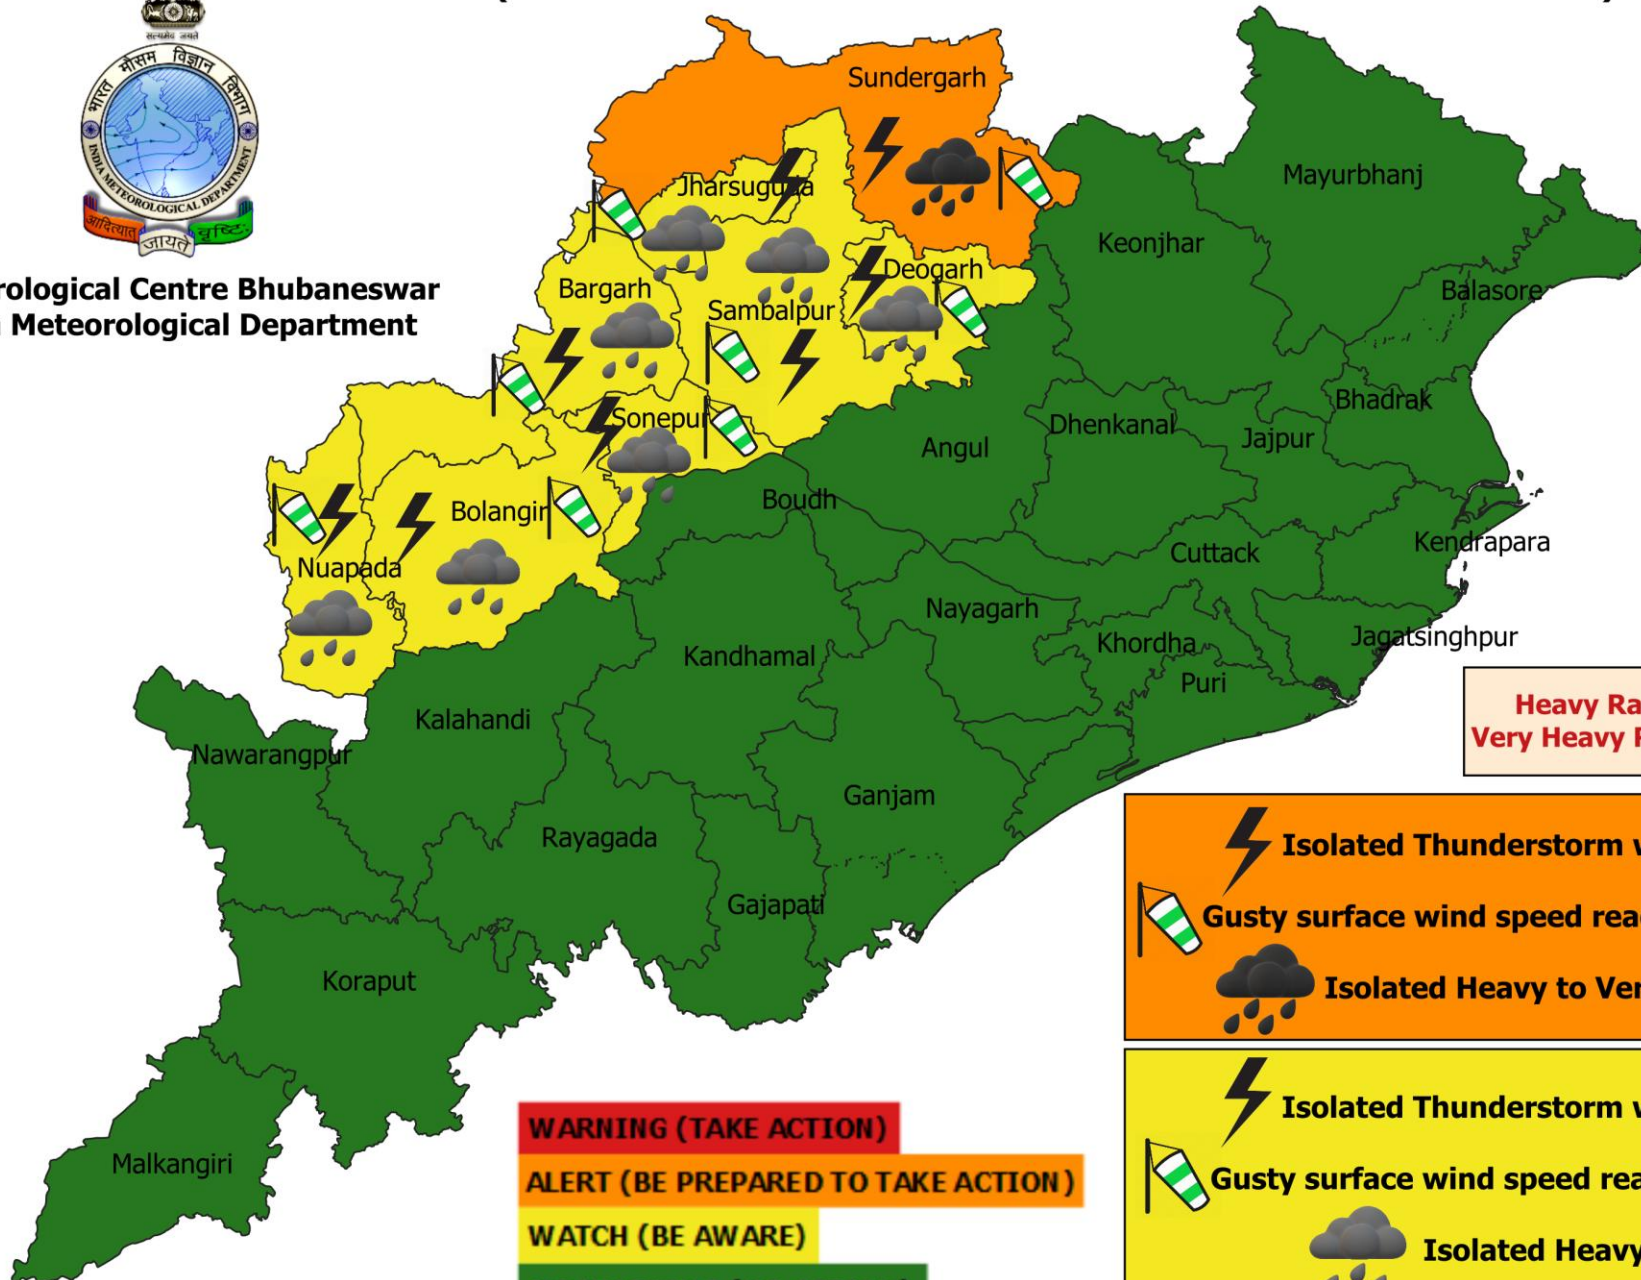 सत्यमेव जयते
भारत मौसम विज्ञान विभाग
INDIA METEOROLOGICAL DEPARTMENT
आदित्यात् जायते वृष्टिः
rological Centre Bhubaneswar
Meteorological Department
Sundergarh
Jharsuguda
Mayurbhanj
Keonjhar
Deogarh
Bargarh
Sambalpur
Balasore
Sonepur
Bhadrak
Dhenkanal
Jajpur
Angul
Boudh
Bolangir
Kendrapara
Cuttack
Nuapada
Nayagarh
Khordha
Jagatsinghpur
Kandhamal
Puri
Kalahandi
Nawarangpur
Ganjam
Rayagada
Gajapati
Koraput
Malkangiri
Heavy Ra
Very Heavy
Isolated Thunderstorm
Gusty surface wind speed rea
Isolated Heavy to Ver
Isolated Thunderstorm
Gusty surface wind speed rea
Isolated Heavy
WARNING (TAKE ACTION)
ALERT (BE PREPARED TO TAKE ACTION)
WATCH (BE AWARE)